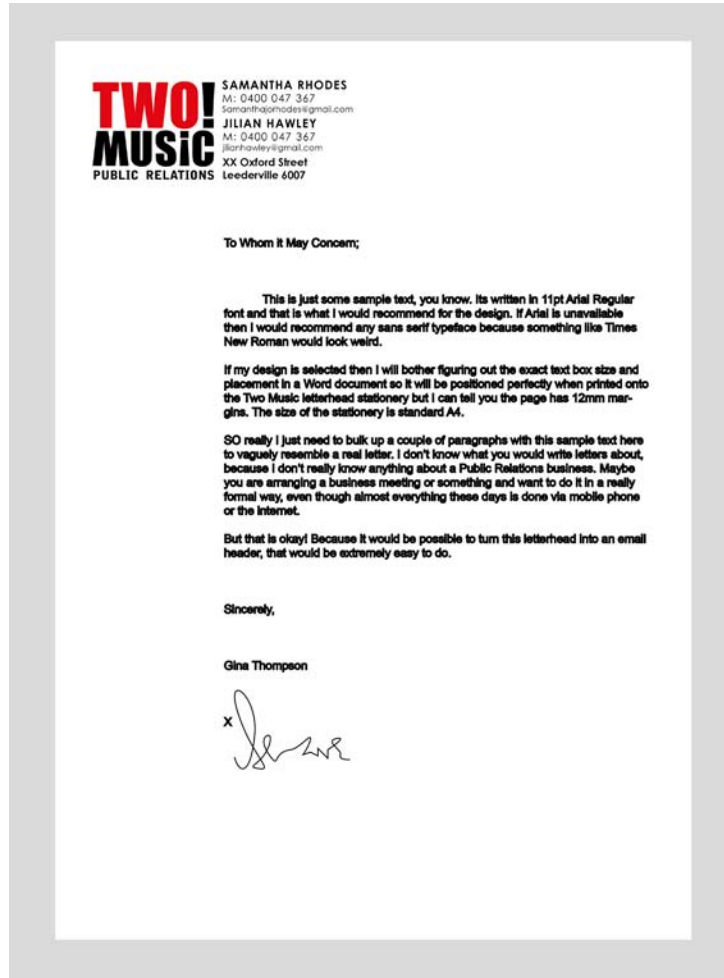 TWO!
MUSiC
PUBLIC RELATIONS
SAMANTHA RHODES
M: 0400 047 367
Samanthajorhodes@gmail.com
JILIAN HAWLEY
M: 0400 047 367
jilianhawley@gmail.com
XX Oxford Street
Leederville 6007
To Whom it May Concern;
This is just some sample text, you know. Its written in 11pt Arial Regular
font and that is what I would recommend for the design. If Arial is unavailable
then I would recommend any sans serif typeface because something like Times
New Roman would look weird.
If my design is selected then I will bother figuring out the exact text box size and
placement in a Word document so it will be positioned perfectly when printed onto
the Two Music letterhead stationery but I can tell you the page has 12mm mar-
gins. The size of the stationery is standard A4.
SO really I just need to bulk up a couple of paragraphs with this sample text here
to vaguely resemble a real letter. I don't know what you would write letters about,
because I don't really know anything about a Public Relations business. Maybe
you are arranging a business meeting or something and want to do it in a really
formal way, even though almost everything these days is done via mobile phone
or the internet.
But that is okay! Because it would be possible to turn this letterhead into an email
header, that would be extremely easy to do.
Sincerely,
Gina Thompson
X